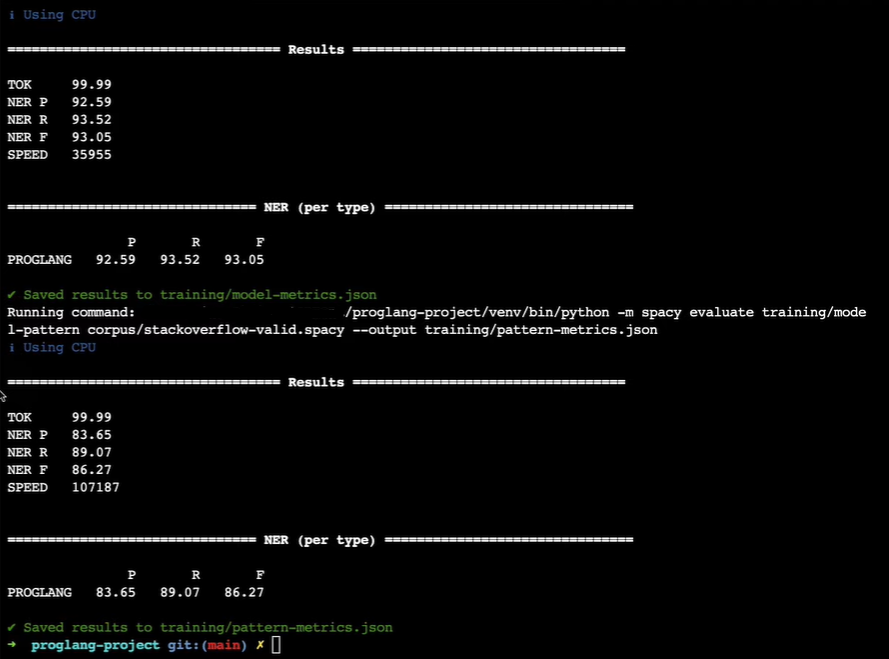 i Using CPU
================================== Results ==================================
TOK 99.99
NER P 92.59
NER R 93.52
NER F 93.05
SPEED 35955
=============================== NER (per type) ===============================
P R F
PROGLANG 92.59 93.52 93.05
✔ Saved results to training/model-metrics.json
Running command: /proglang-project/venv/bin/python -m spacy evaluate training/mode
l-pattern corpus/stackoverflow-valid.spacy --output training/pattern-metrics.json
i Using CPU
================================== Results ==================================
TOK 99.99
NER P 83.65
NER R 89.07
NER F 86.27
SPEED 107187
=============================== NER (per type) ===============================
P R F
PROGLANG 83.65 89.07 86.27
✔ Saved results to training/pattern-metrics.json
➜ proglang-project git:(main) ✗